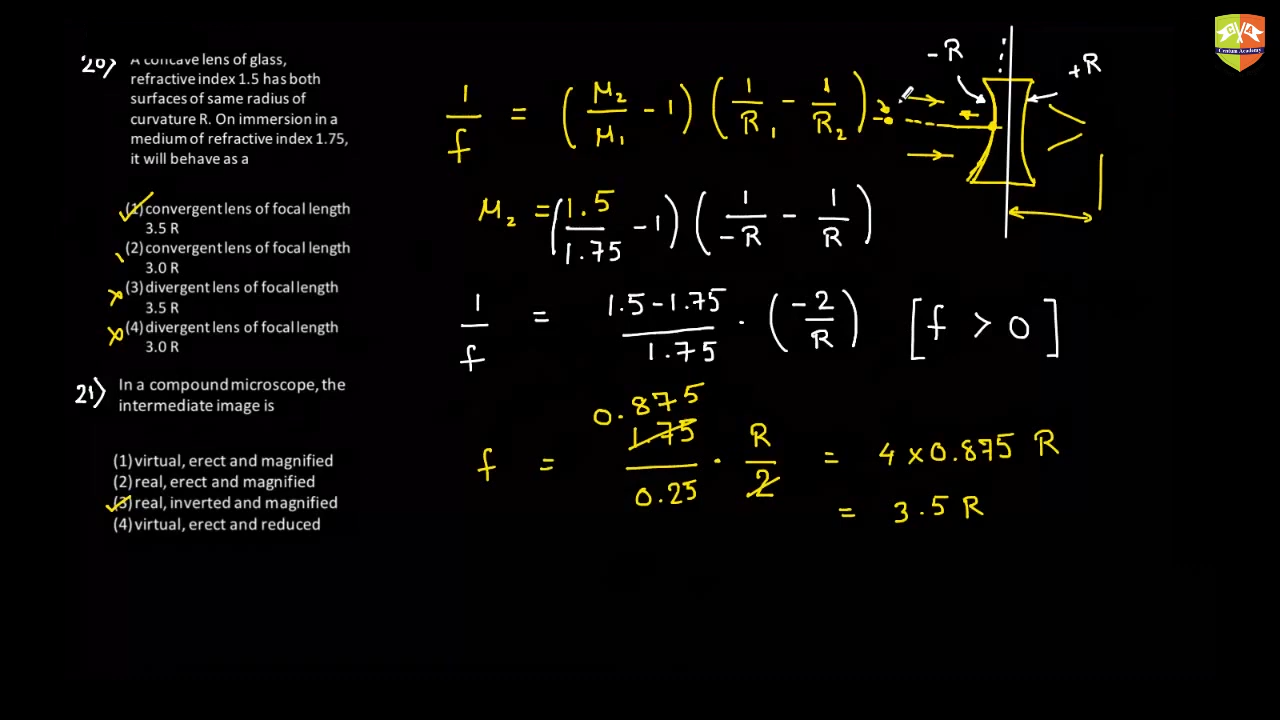 20)
A concave lens of glass,
refractive index 1.5 has both
surfaces of same radius of
curvature R. On immersion in a
medium of refractive index 1.75,
it will behave as a
(1) convergent lens of focal length
3.5 R
(2) convergent lens of focal length
3.0 R
(3) divergent lens of focal length
3.5 R
(4) divergent lens of focal length
3.0 R
21)
In a compound microscope, the
intermediate image is
(1) virtual, erect and magnified
(2) real, erect and magnified
(3) real, inverted and magnified
(4) virtual, erect and reduced
1/f = (μ₂/μ₁ − 1) (1/R₁ − 1/R₂)
μ₂ = (1.5/1.75 − 1) (1/−R − 1/R)
1/f = 1.5 − 1.75/1.75 · (−2/R) [f > 0]
0.875
f = 1.75/0.25 · R/2 = 4 × 0.875 R
= 3.5 R
−R
+R
Centum Academy